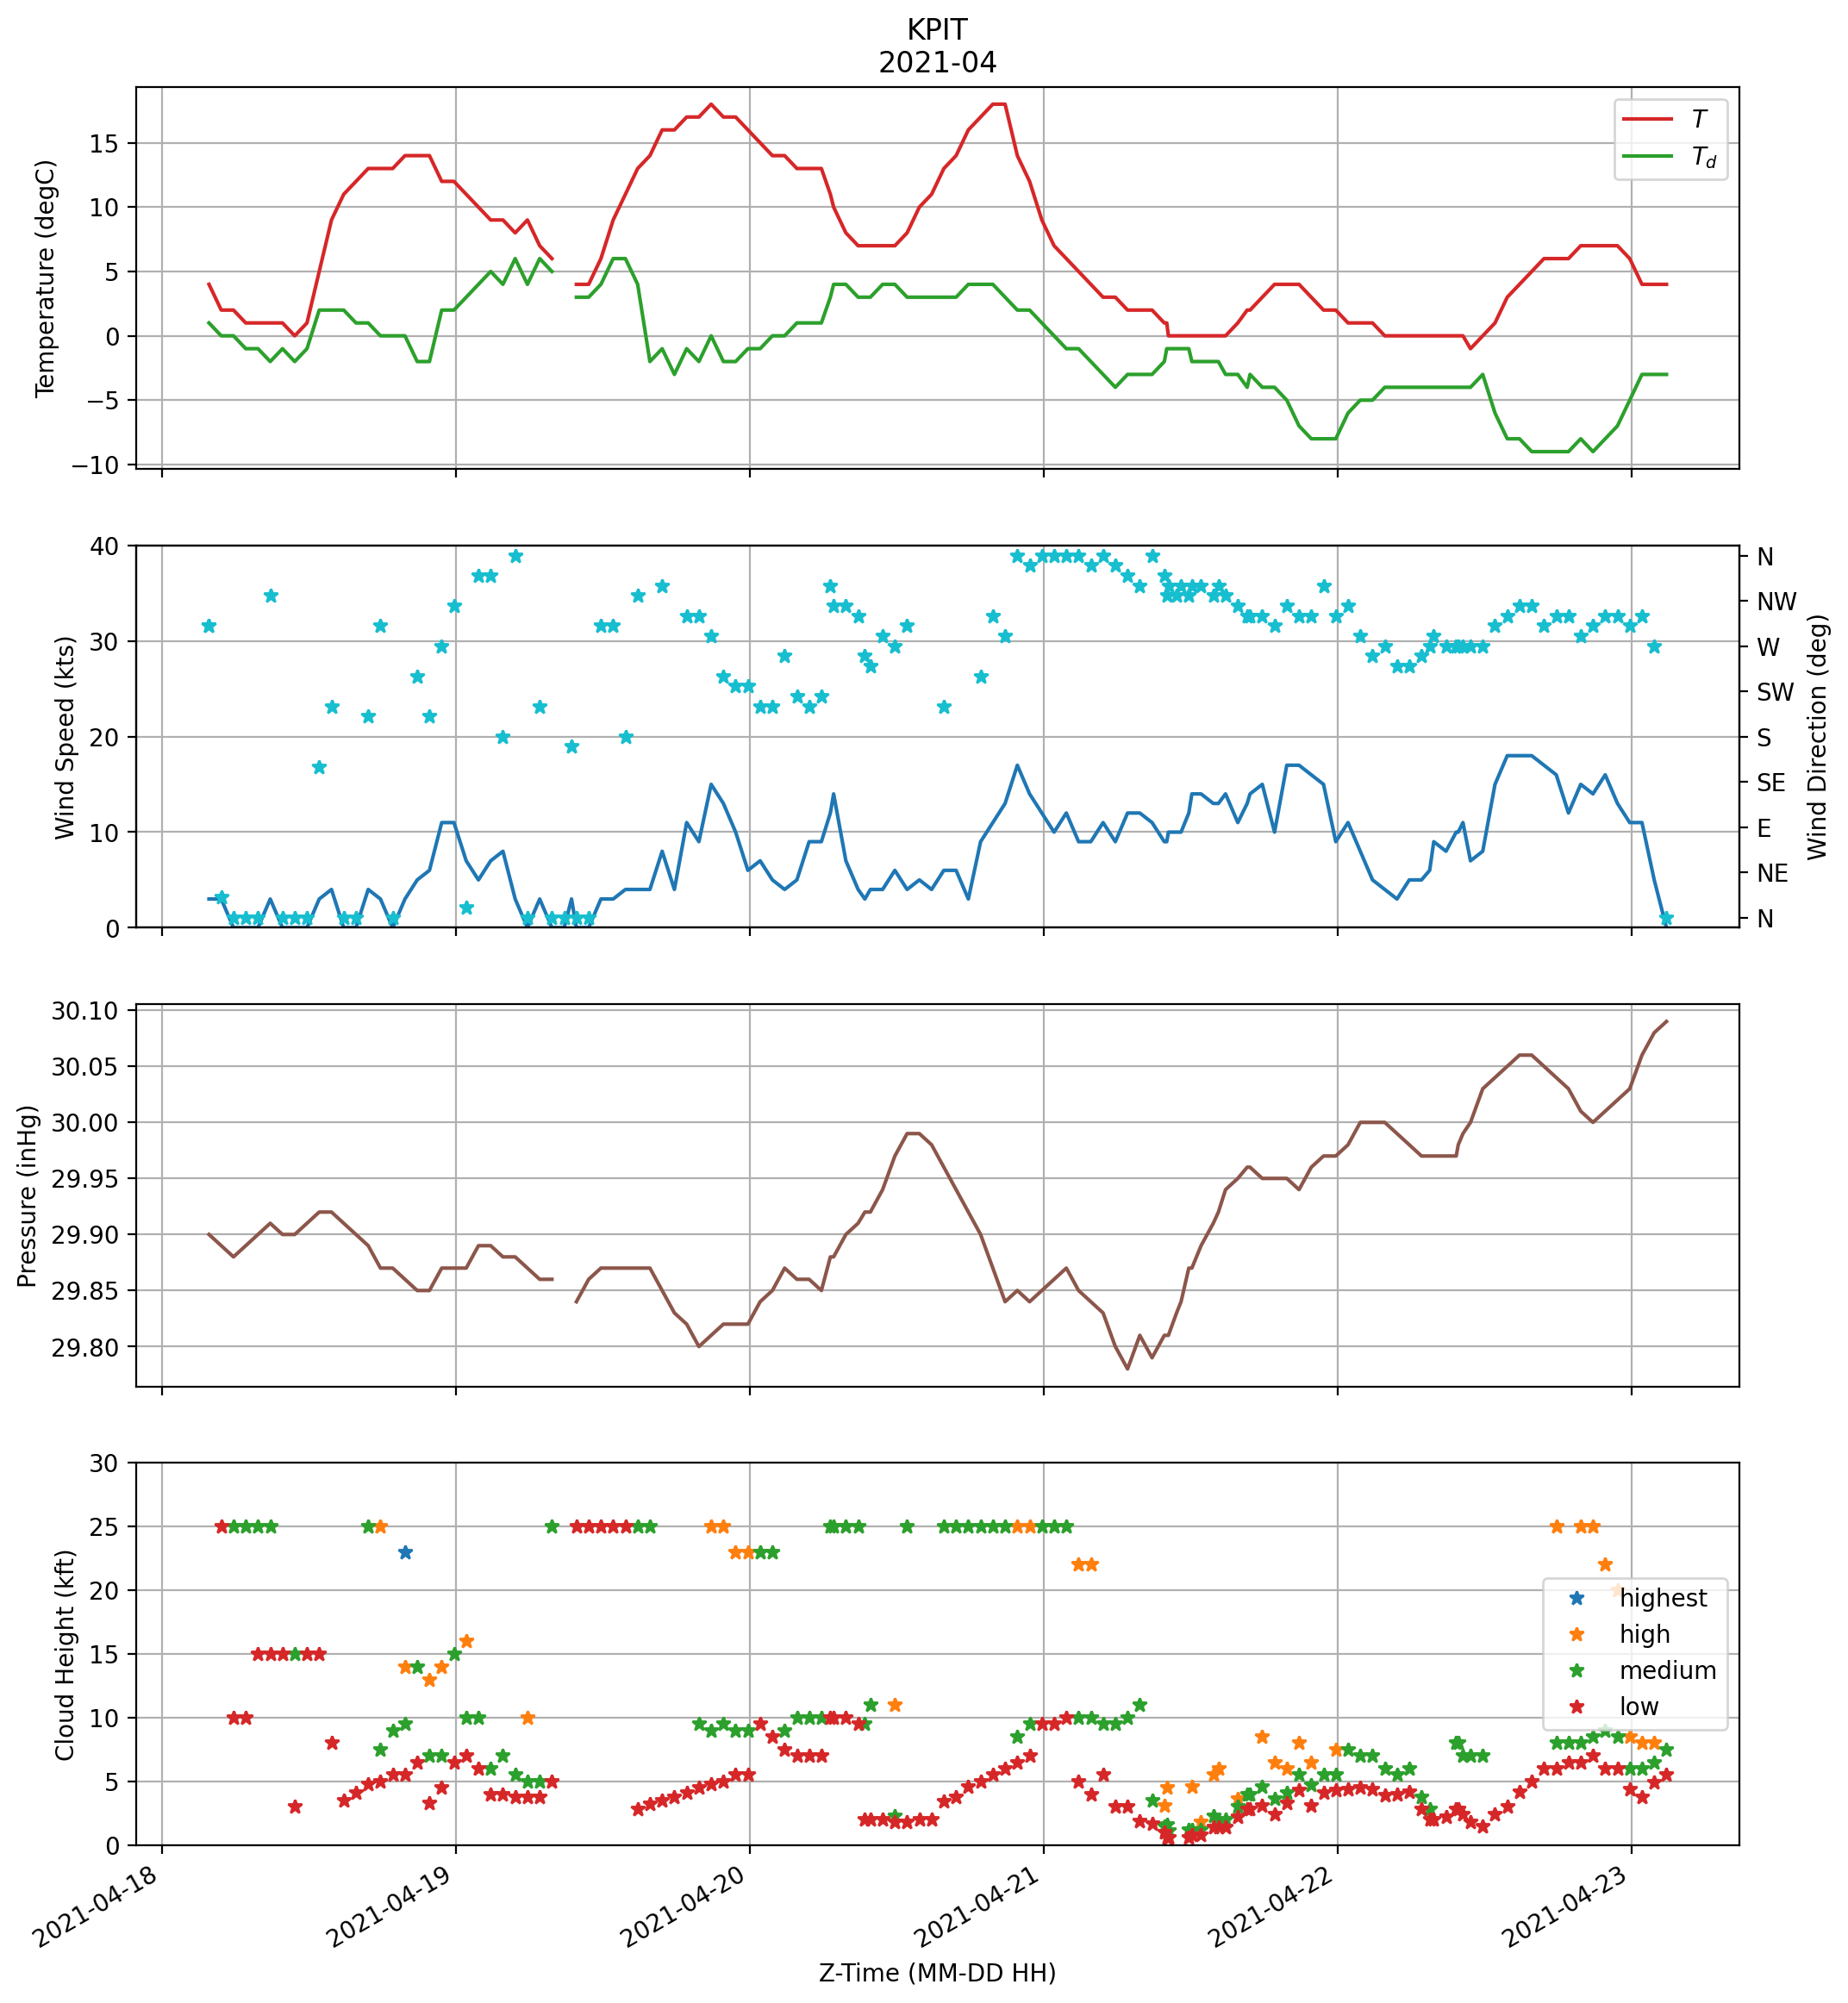 KPIT
2021-04
Temperature (degC)
15
10
5
0
−5
−10
T
T_d
Wind Speed (kts)
40
30
20
10
0
N
NW
W
SW
S
SE
E
NE
N
Wind Direction (deg)
Pressure (inHg)
30.10
30.05
30.00
29.95
29.90
29.85
29.80
Cloud Height (kft)
30
25
20
15
10
5
0
highest
high
medium
low
2021-04-18
2021-04-19
2021-04-20
2021-04-21
2021-04-22
2021-04-23
Z-Time (MM-DD HH)